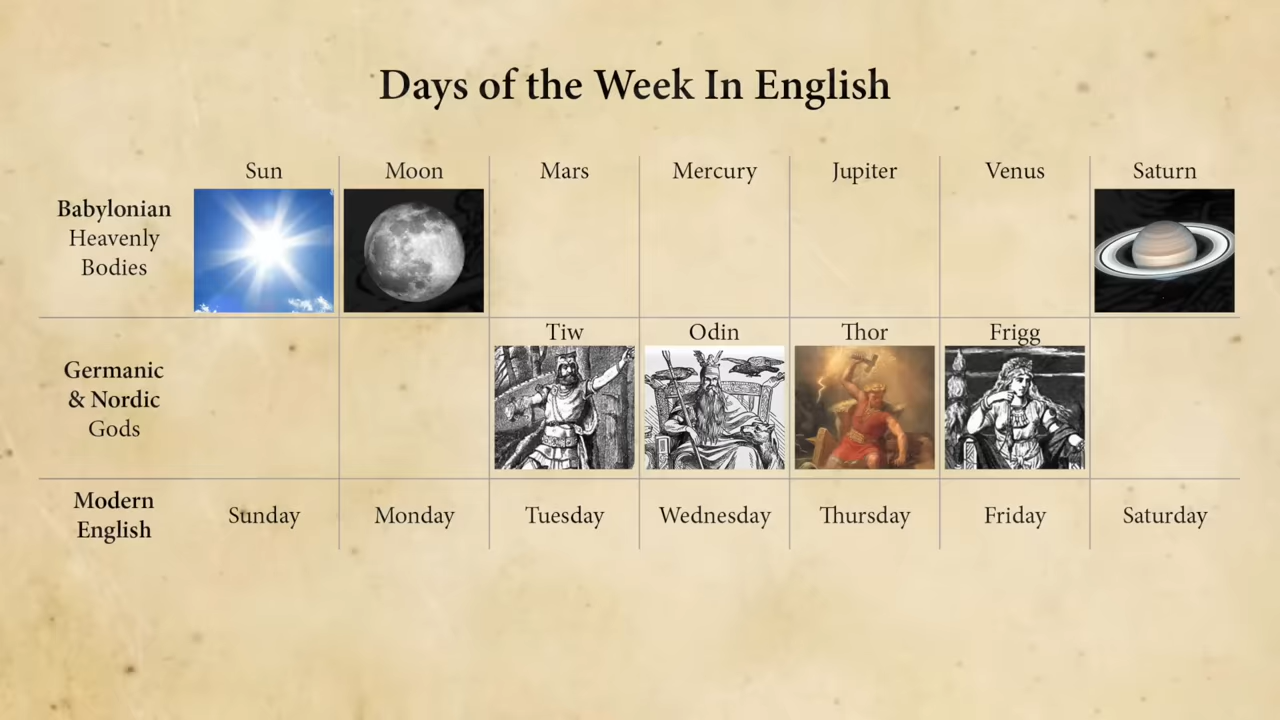 Days of the Week In English
Sun Moon Mars Mercury Jupiter Venus Saturn
Babylonian
Heavenly
Bodies
Tiw Odin Thor Frigg
Germanic
& Nordic
Gods
Modern
English
Sunday Monday Tuesday Wednesday Thursday Friday Saturday